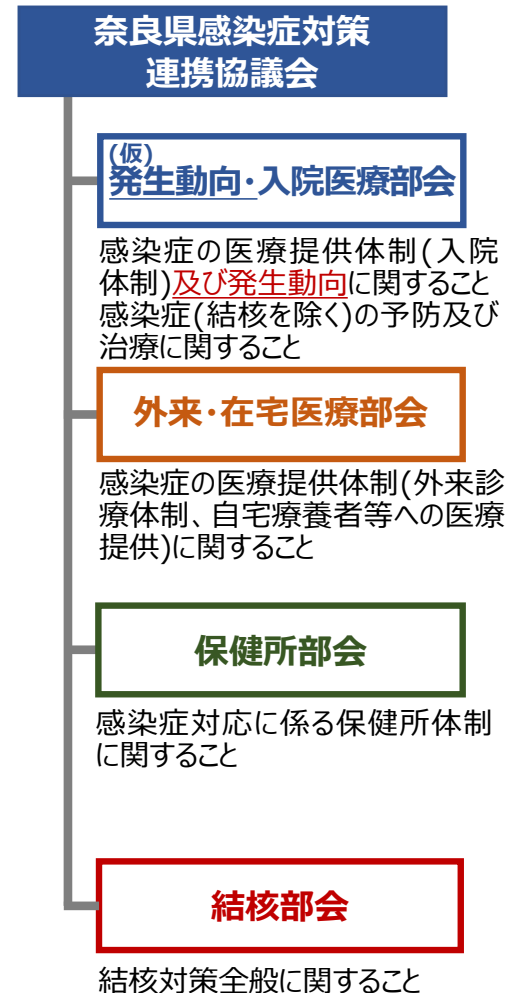 奈良県感染症対策
連携協議会
(仮)
発生動向・入院医療部会
感染症の医療提供体制(入院
体制)及び発生動向に関すること
感染症(結核を除く)の予防及び
治療に関すること
外来・在宅医療部会
感染症の医療提供体制(外来診
療体制、自宅療養者等への医療
提供)に関すること
保健所部会
感染症対応に係る保健所体制
に関すること
結核部会
結核対策全般に関すること